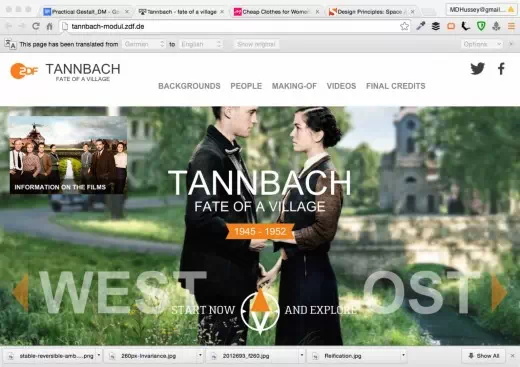 Practical Gestalt_DM - Go
Tannbach - fate of a village
Cheap Clothes for Women
Design Principles: Space
MDHussey@gmail...
tannbach-modul.zdf.de
This page has been translated from German to English Show original Options
ZDF TANNBACH
FATE OF A VILLAGE
BACKGROUNDS PEOPLE MAKING-OF VIDEOS FINAL CREDITS
INFORMATION ON THE FILMS
TANNBACH
FATE OF A VILLAGE
1945 - 1952
WEST OST
START NOW AND EXPLORE
stable-reversible-amb....png 260px-Invariance.jpg 2012693_f260.jpg Reification.jpg Show All